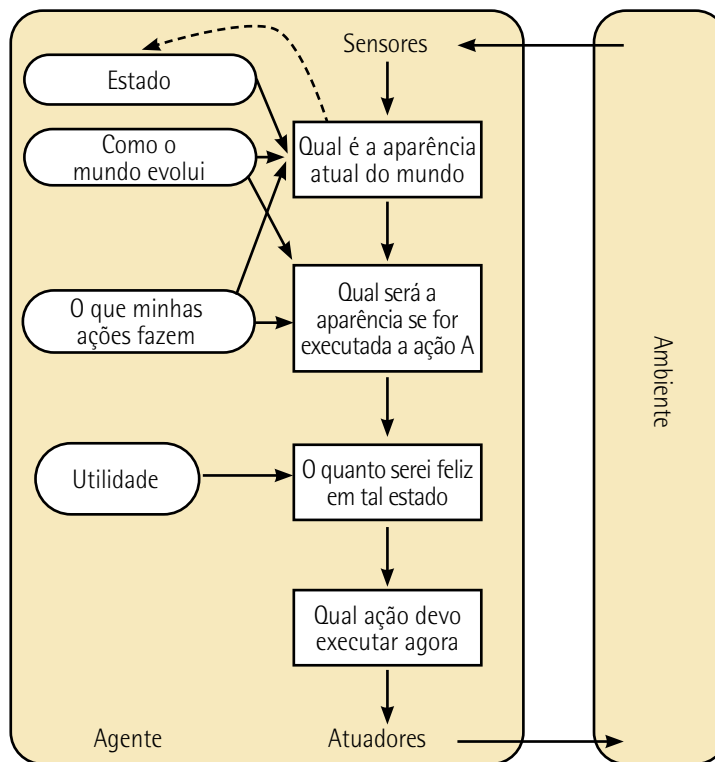 Sensores
Estado
Como o
mundo evolui
Qual é a aparência
atual do mundo
O que minhas
ações fazem
Qual será a
aparência se for
executada a ação A
Ambiente
Utilidade
O quanto serei feliz
em tal estado
Qual ação devo
executar agora
Agente
Atuadores